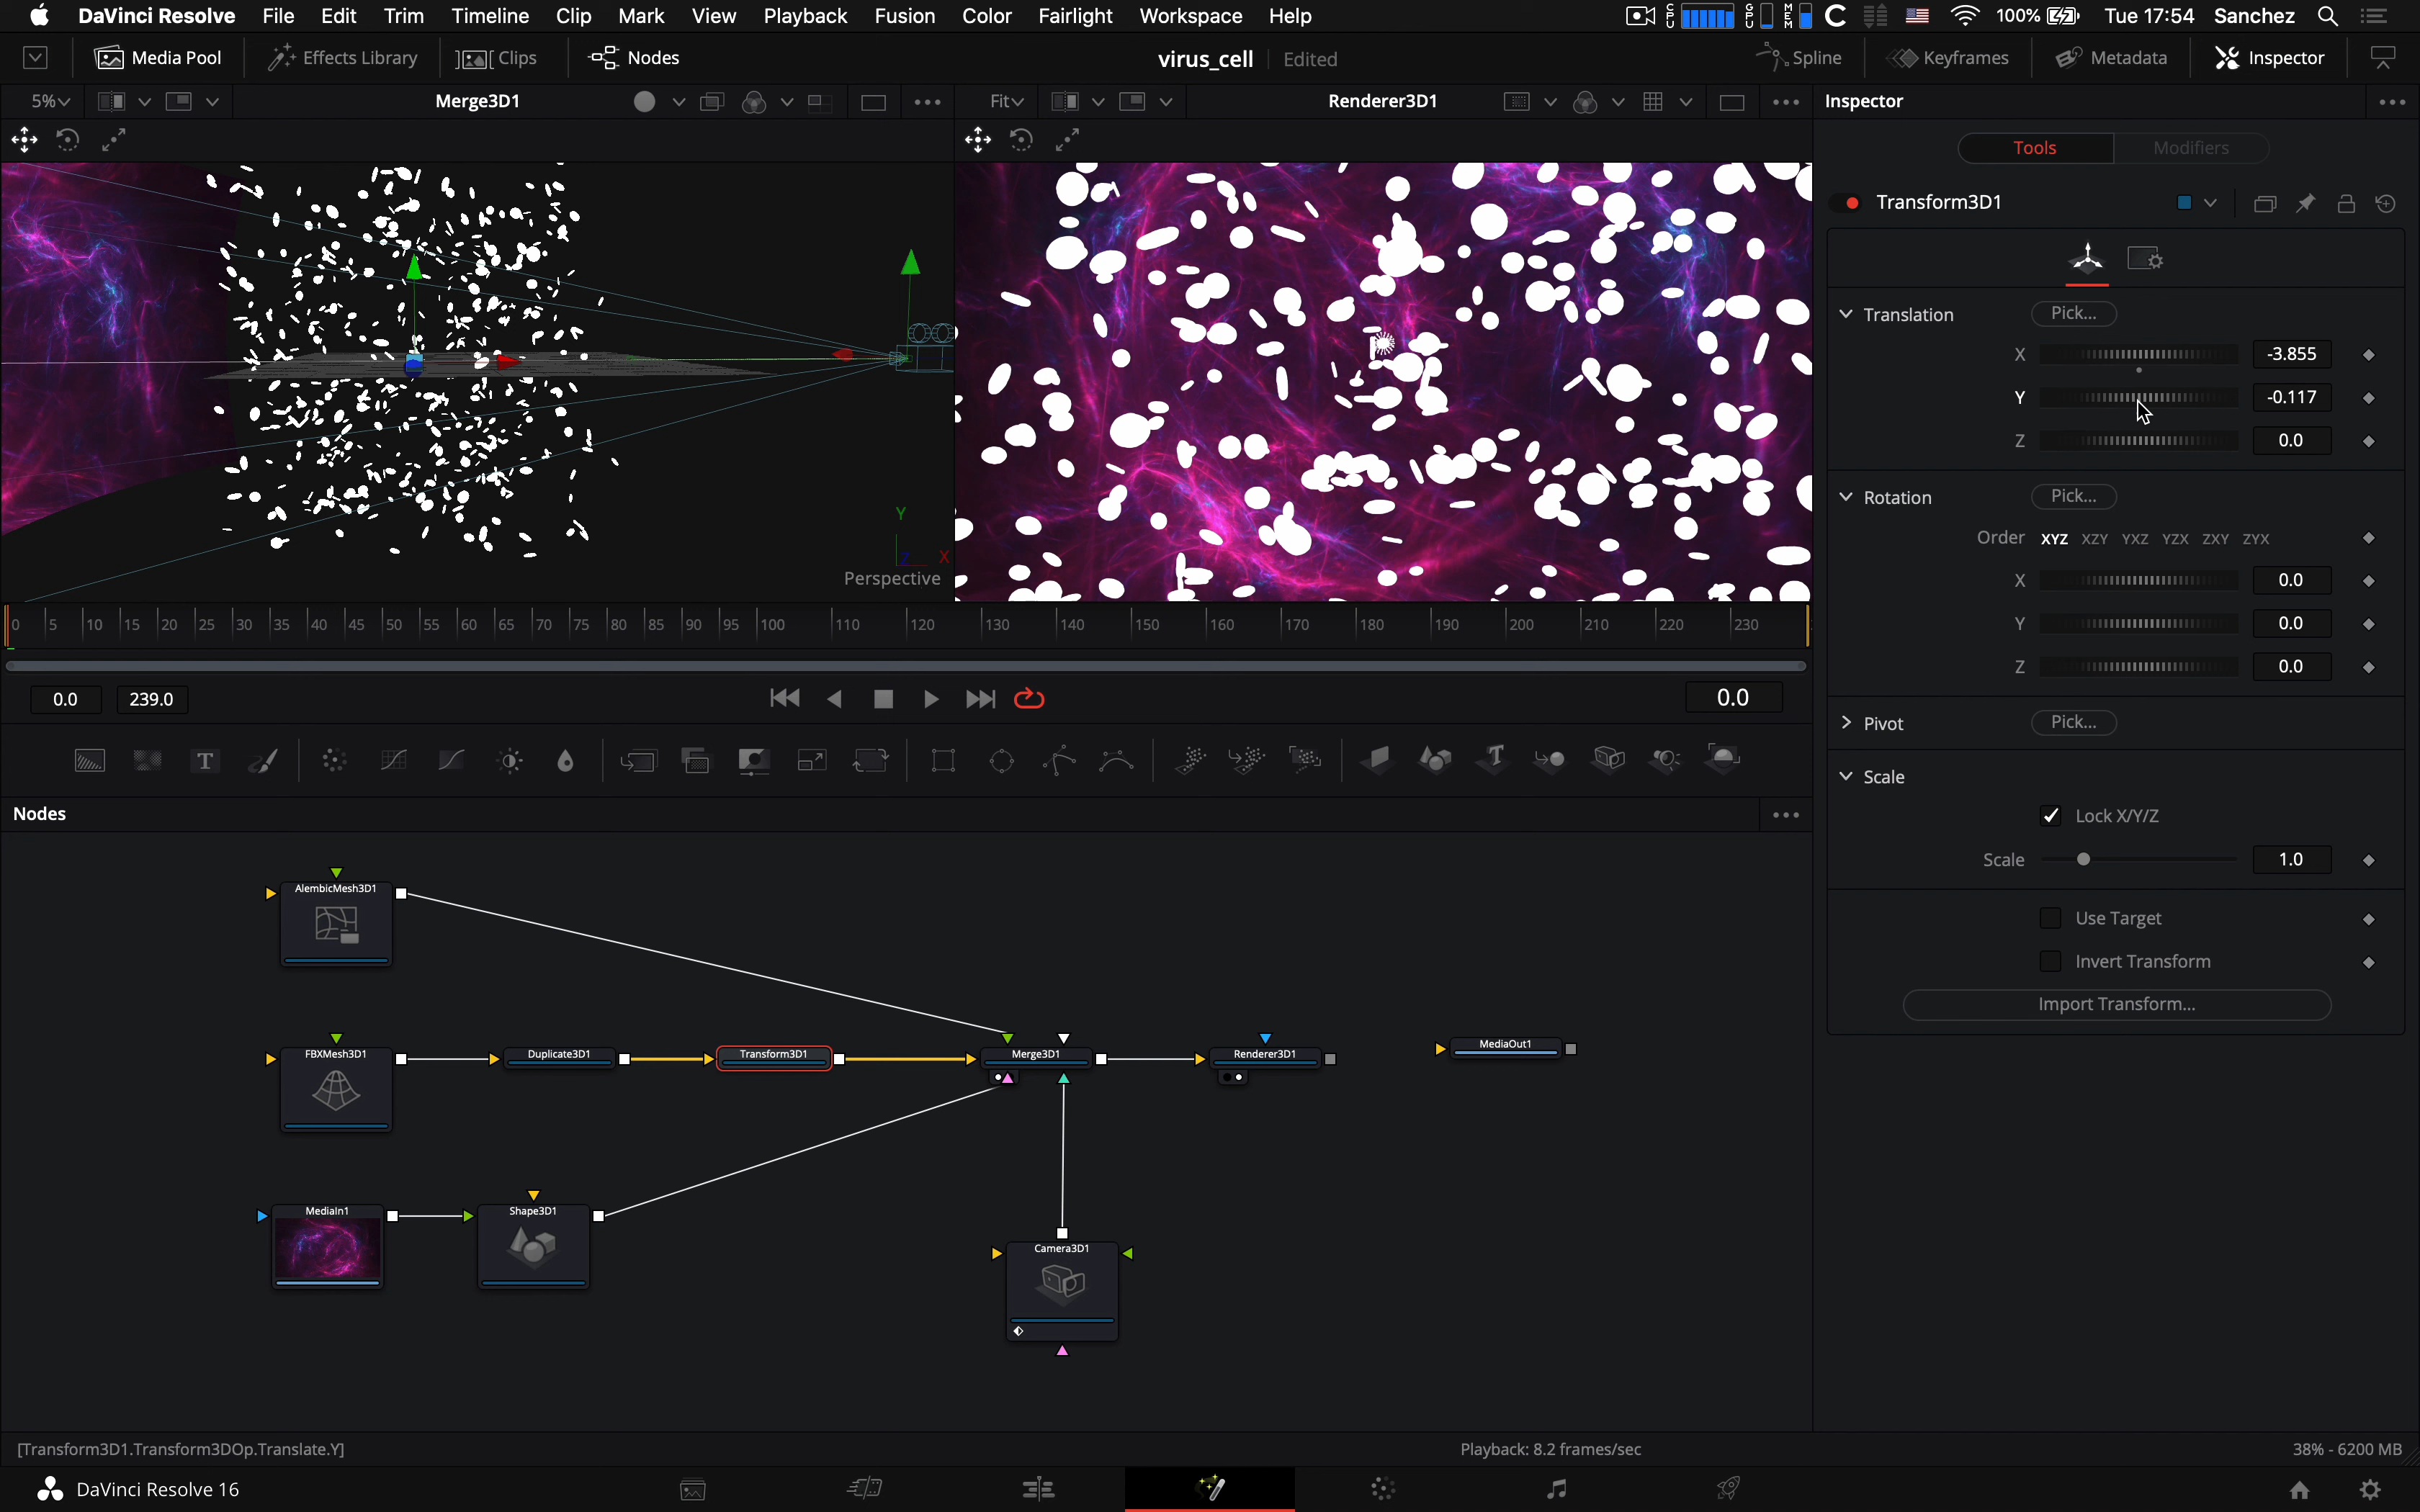 DaVinci Resolve File Edit Trim Timeline Clip Mark View Playback Fusion Color Fairlight Workspace Help CPU GPU MEM 100% Tue 17:54 Sanchez
Media Pool Effects Library Clips Nodes virus_cell Edited Spline Keyframes Metadata Inspector
5% Merge3D1 Fit Renderer3D1 Inspector
Tools Modifiers
Transform3D1
Translation Pick...
X -3.855
Y -0.117
Z 0.0
Rotation Pick...
Order XYZ XZY YXZ YZX ZXY ZYX
X 0.0
Y 0.0
Z 0.0
Pivot Pick...
Scale
Lock X/Y/Z
Scale 1.0
Use Target
Invert Transform
Import Transform...
Y
Z X
Perspective
0 5 10 15 20 25 30 35 40 45 50 55 60 65 70 75 80 85 90 95 100 110 120 130 140 150 160 170 180 190 200 210 220 230
0.0 239.0 0.0
T
Nodes
AlembicMesh3D1
FBXMesh3D1 Duplicate3D1 Transform3D1 Merge3D1 Renderer3D1 MediaOut1
MediaIn1 Shape3D1
Camera3D1
[Transform3D1.Transform3DOp.Translate.Y] Playback: 8.2 frames/sec 38% - 6200 MB
DaVinci Resolve 16